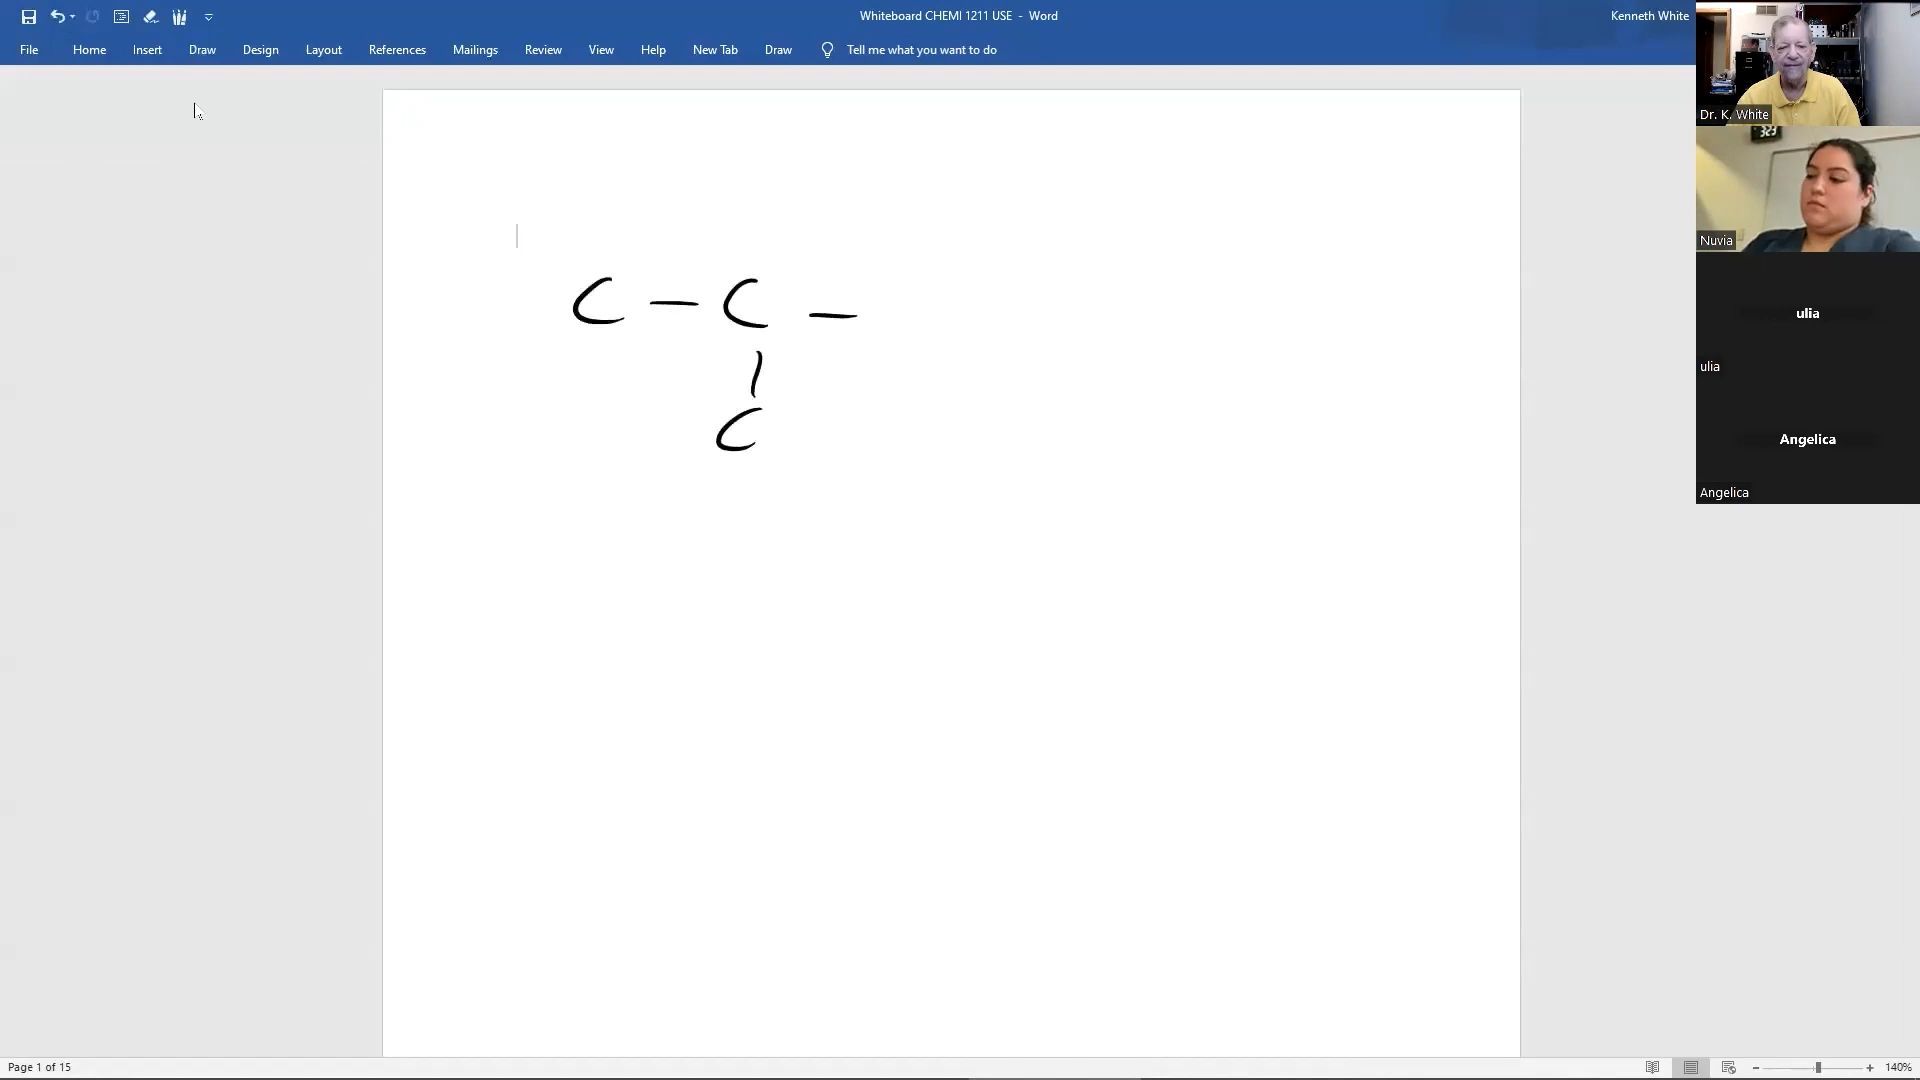 Whiteboard CHEMI 1211 USE - Word
Kenneth White
File Home Insert Draw Design Layout References Mailings Review View Help New Tab Draw Tell me what you want to do
Dr. K. White
323
Nuvia
ulia
ulia
Angelica
Angelica
C — C —
|
C
Page 1 of 15
140%